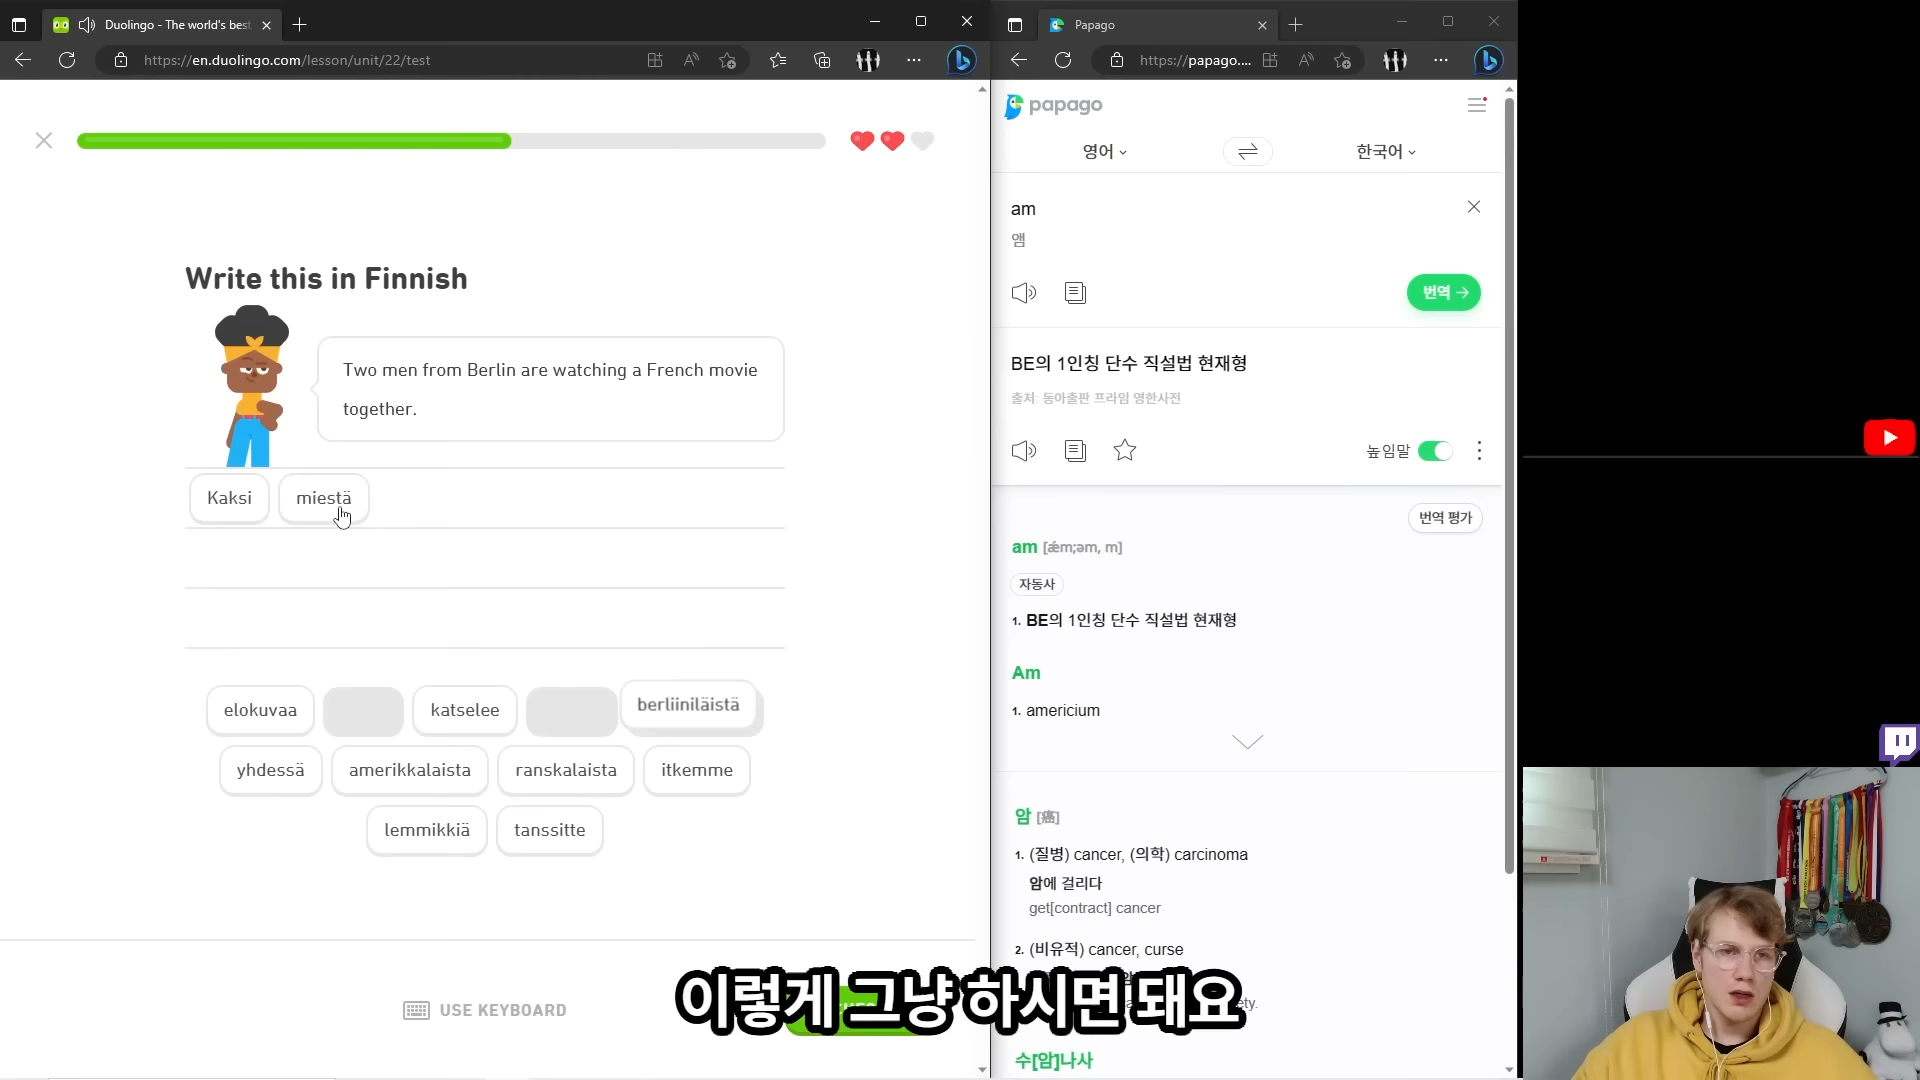 Duolingo - The world's best
https://en.duolingo.com/lesson/unit/22/test
Write this in Finnish
Two men from Berlin are watching a French movie
together.
Kaksi miestä
elokuvaa katselee berliiniläistä
yhdessä amerikkalaista ranskalaista itkemme
lemmikkiä tanssitte
USE KEYBOARD
Papago
https://papago....
papago
영어 한국어
am
앰
번역
BE의 1인칭 단수 직설법 현재형
출처: 동아출판 프라임 영한사전
높임말
번역 평가
am [ǽm;əm, m]
자동사
1. BE의 1인칭 단수 직설법 현재형
Am
1. americium
암 [癌]
1. (질병) cancer, (의학) carcinoma
암에 걸리다
get[contract] cancer
2. (비유적) cancer, curse
수[암]나사
이렇게 그냥 하시면 돼요